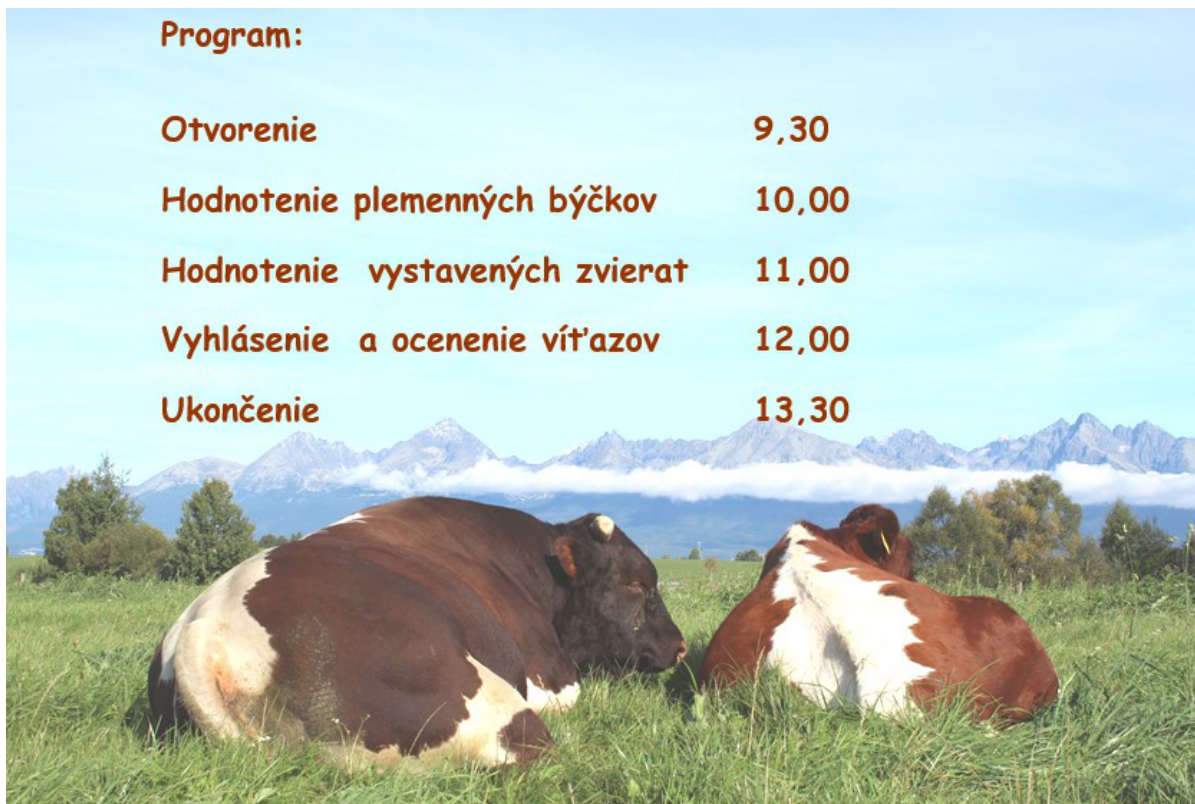 Program:
Otvorenie 9,30
Hodnotenie plemenných býčkov 10,00
Hodnotenie vystavených zvierat 11,00
Vyhlásenie a ocenenie víťazov 12,00
Ukončenie 13,30